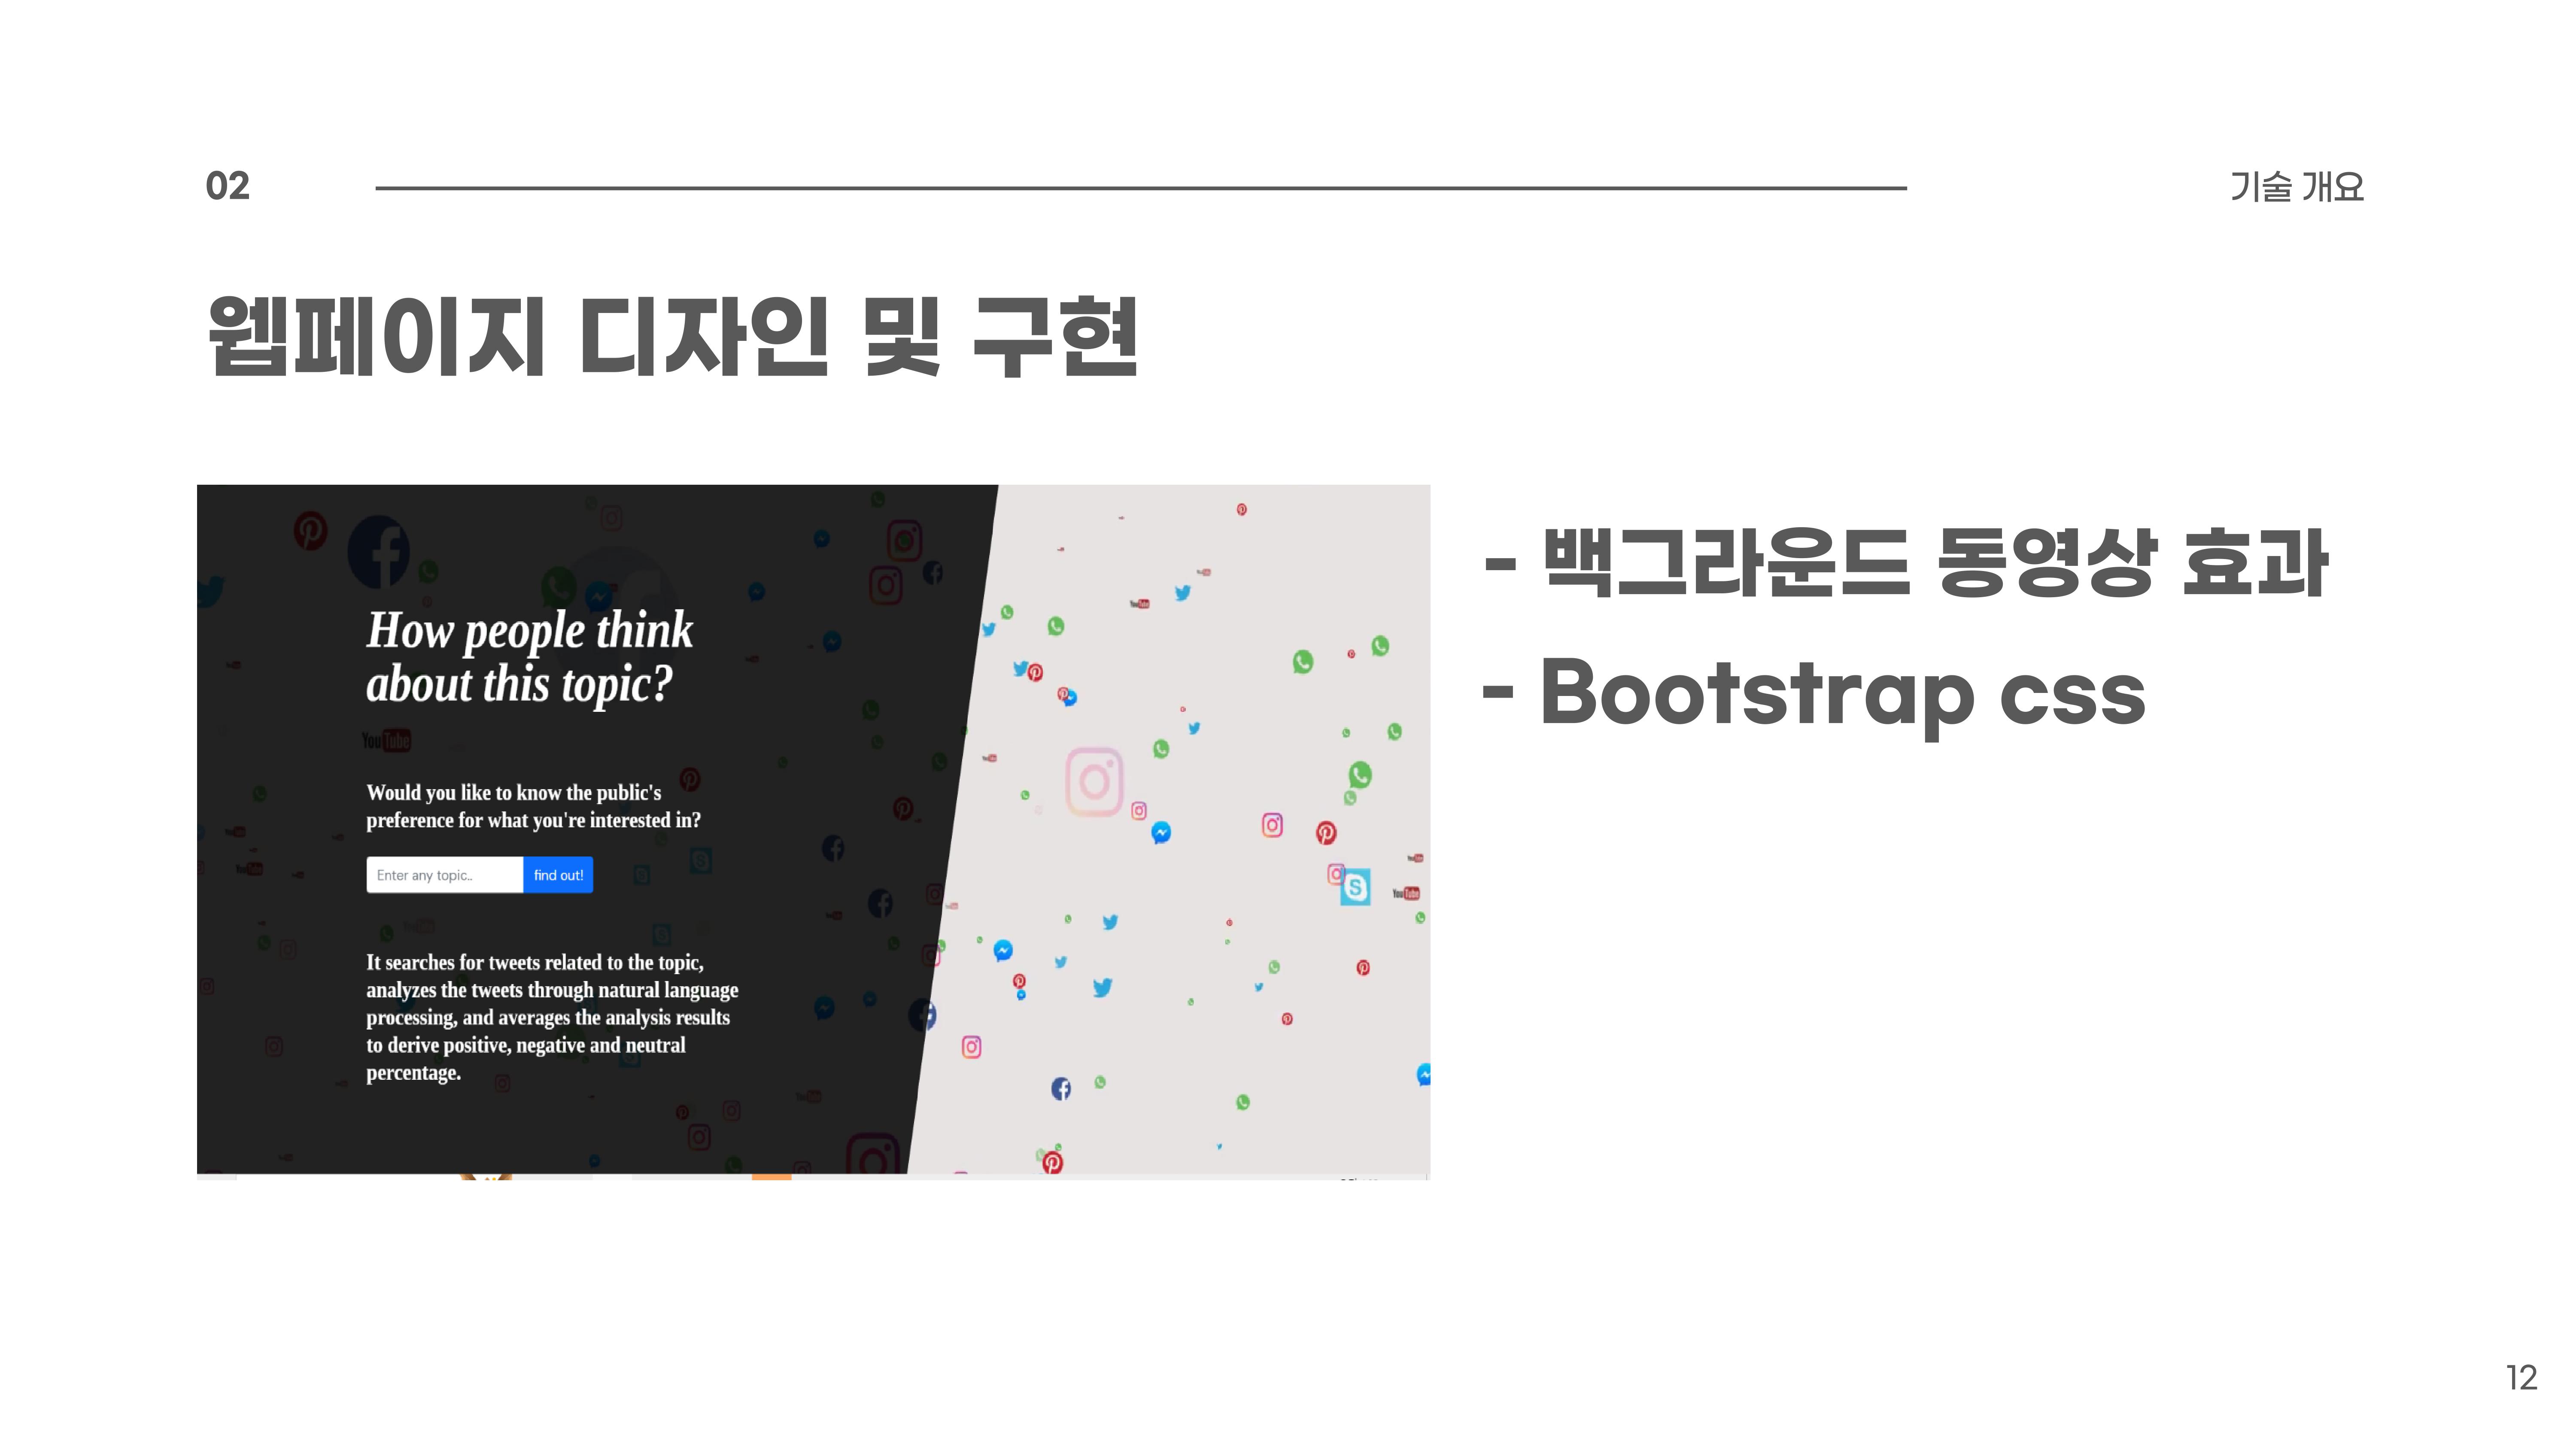 02
기술 개요
웹페이지 디자인 및 구현
How people think
about this topic?
YouTube
Would you like to know the public's
preference for what you're interested in?
Enter any topic..
find out!
It searches for tweets related to the topic,
analyzes the tweets through natural language
processing, and averages the analysis results
to derive positive, negative and neutral
percentage.
- 백그라운드 동영상 효과
- Bootstrap css
12